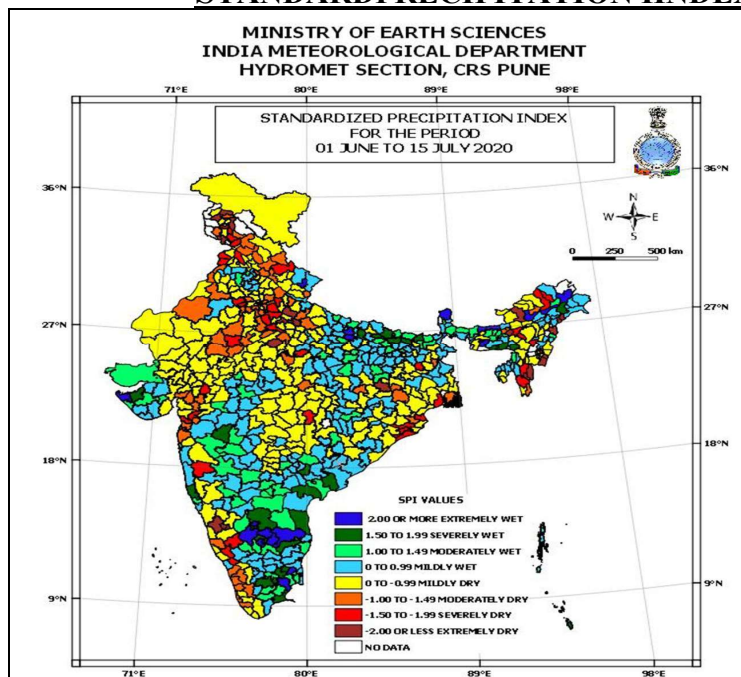 STANDARDPRECIPITATION IINDEX
MINISTRY OF EARTH SCIENCES
INDIA METEOROLOGICAL DEPARTMENT
HYDROMET SECTION, CRS PUNE
71°E 80°E 89°E 98°E
STANDARDIZED PRECIPITATION INDEX
FOR THE PERIOD
01 JUNE TO 15 JULY 2020
36°N 36°N
N
W E
S
0 250 500 km
27°N 27°N
18°N 18°N
SPI VALUES
2.00 OR MORE EXTREMELY WET
1.50 TO 1.99 SEVERELY WET
1.00 TO 1.49 MODERATELY WET
0 TO 0.99 MILDLY WET
0 TO -0.99 MILDLY DRY
-1.00 TO -1.49 MODERATELY DRY
-1.50 TO -1.99 SEVERELY DRY
-2.00 OR LESS EXTREMELY DRY
NO DATA
9°N 9°N
71°E 80°E 89°E 98°E